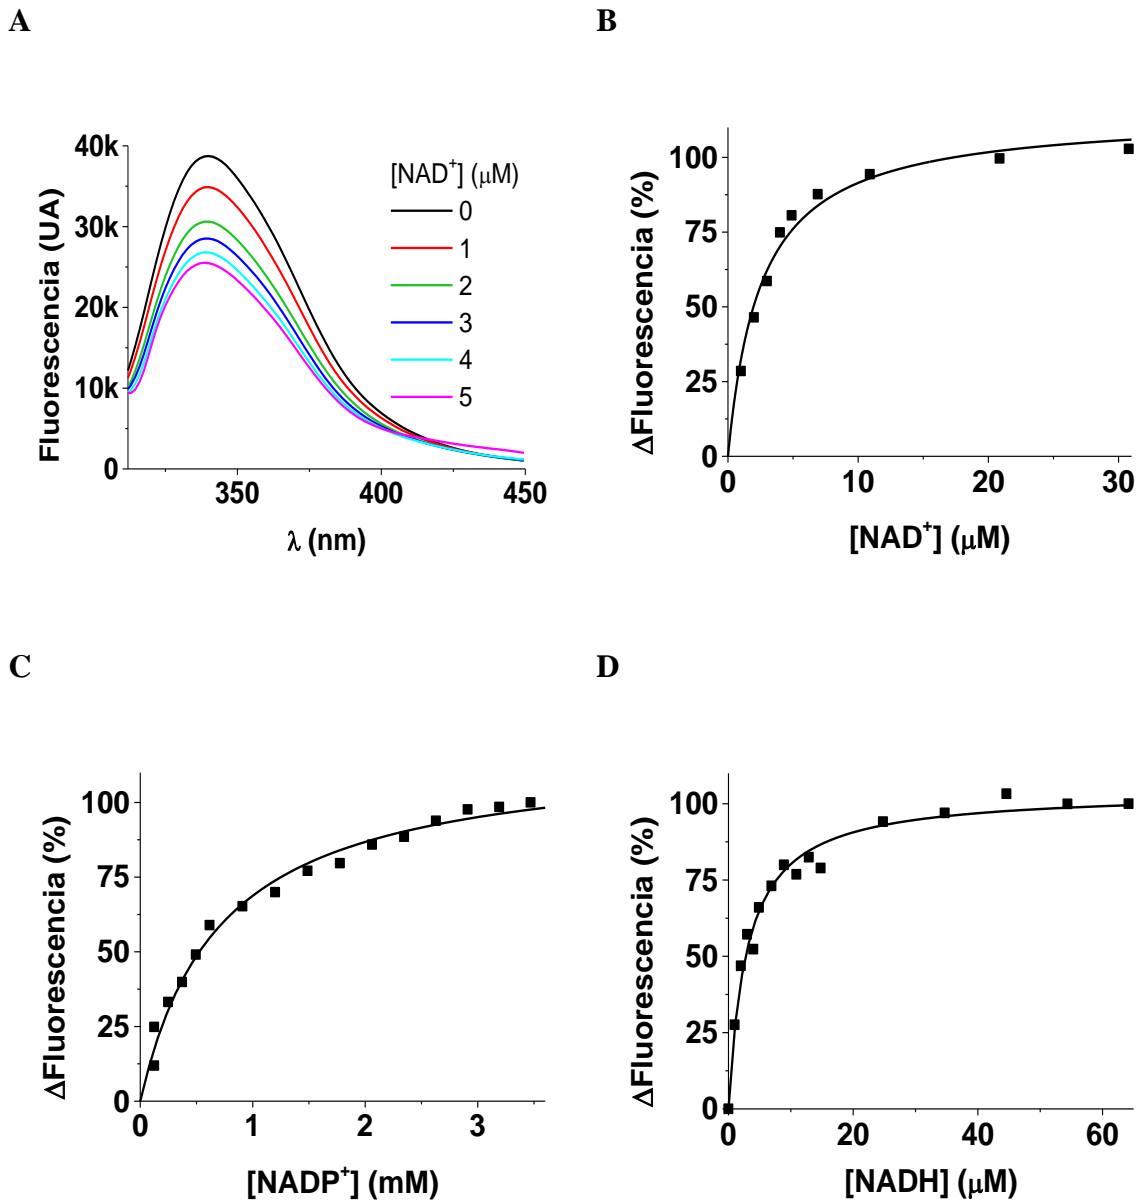 A
Fluorescencia (UA)
40k
30k
20k
10k
0
350
400
450
λ (nm)
[NAD⁺] (μM)
0
1
2
3
4
5
B
ΔFluorescencia (%)
100
75
50
25
0
0
10
20
30
[NAD⁺] (μM)
C
ΔFluorescencia (%)
100
75
50
25
0
0
1
2
3
[NADP⁺] (mM)
D
ΔFluorescencia (%)
100
75
50
25
0
0
20
40
60
[NADH] (μM)